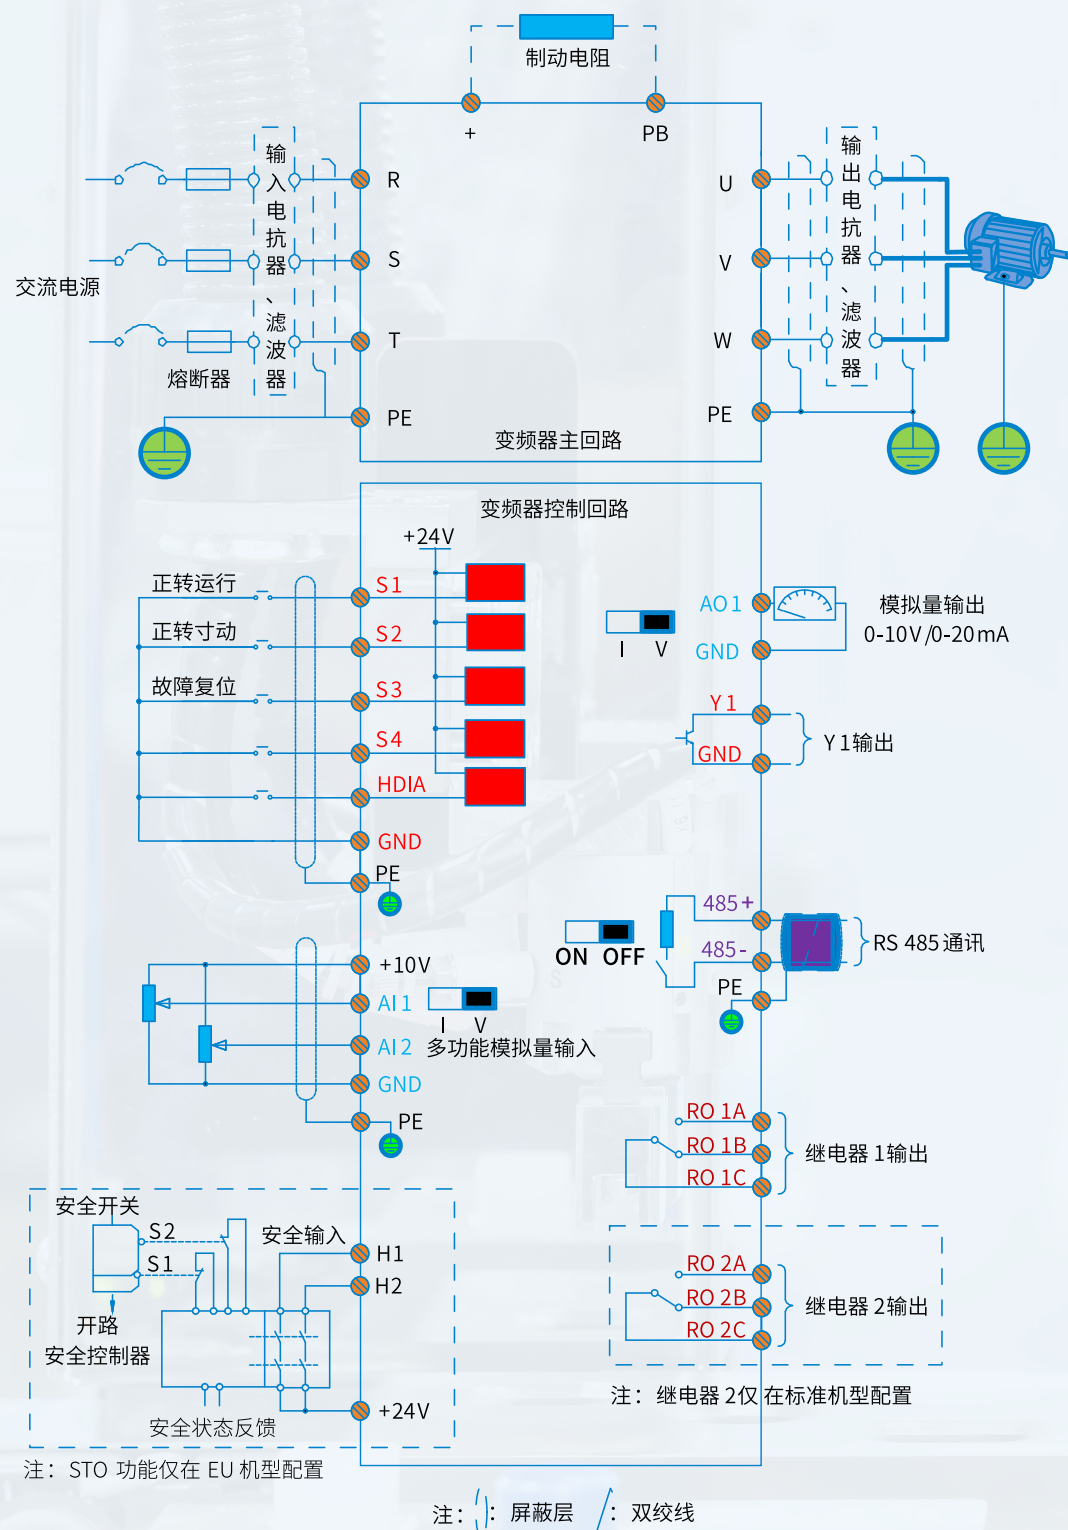 制动电阻
+
PB
输入电抗器、滤波器
输出电抗器、滤波器
R
U
S
V
交流电源
T
W
熔断器
PE
PE
变频器主回路
变频器控制回路
+24V
正转运行
S1
AO1
模拟量输出
0-10V/0-20mA
正转寸动
S2
I V
GND
故障复位
S3
Y1
S4
GND
Y1输出
HDIA
GND
PE
485+
485-
RS 485通讯
ON OFF
PE
+10V
AI1
I V
AI2
多功能模拟量输入
GND
PE
RO 1A
RO 1B
继电器 1输出
RO 1C
安全开关
S2
安全输入
S1
H1
H2
开路
安全控制器
RO 2A
RO 2B
继电器 2输出
RO 2C
+24V
安全状态反馈
注：继电器 2仅 在标准机型配置
注：STO 功能仅在 EU 机型配置
注： ：屏蔽层 ：双绞线